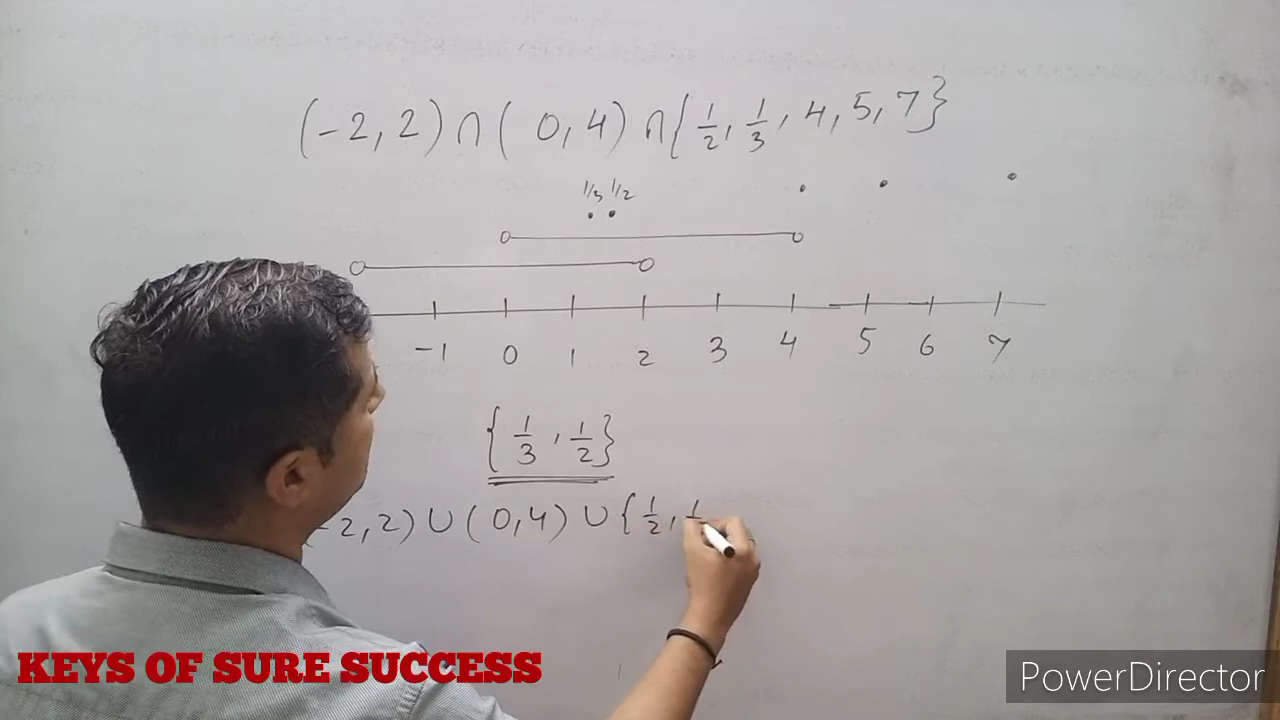 (-2, 2) ∩ (0, 4) ∩ {1/2, 1/3, 4, 5, 7}
1/3 1/2
-1 0 1 2 3 4 5 6 7
{1/3, 1/2}
-2, 2) ∪ (0, 4) ∪ {1/2, 1
KEYS OF SURE SUCCESS
PowerDirector